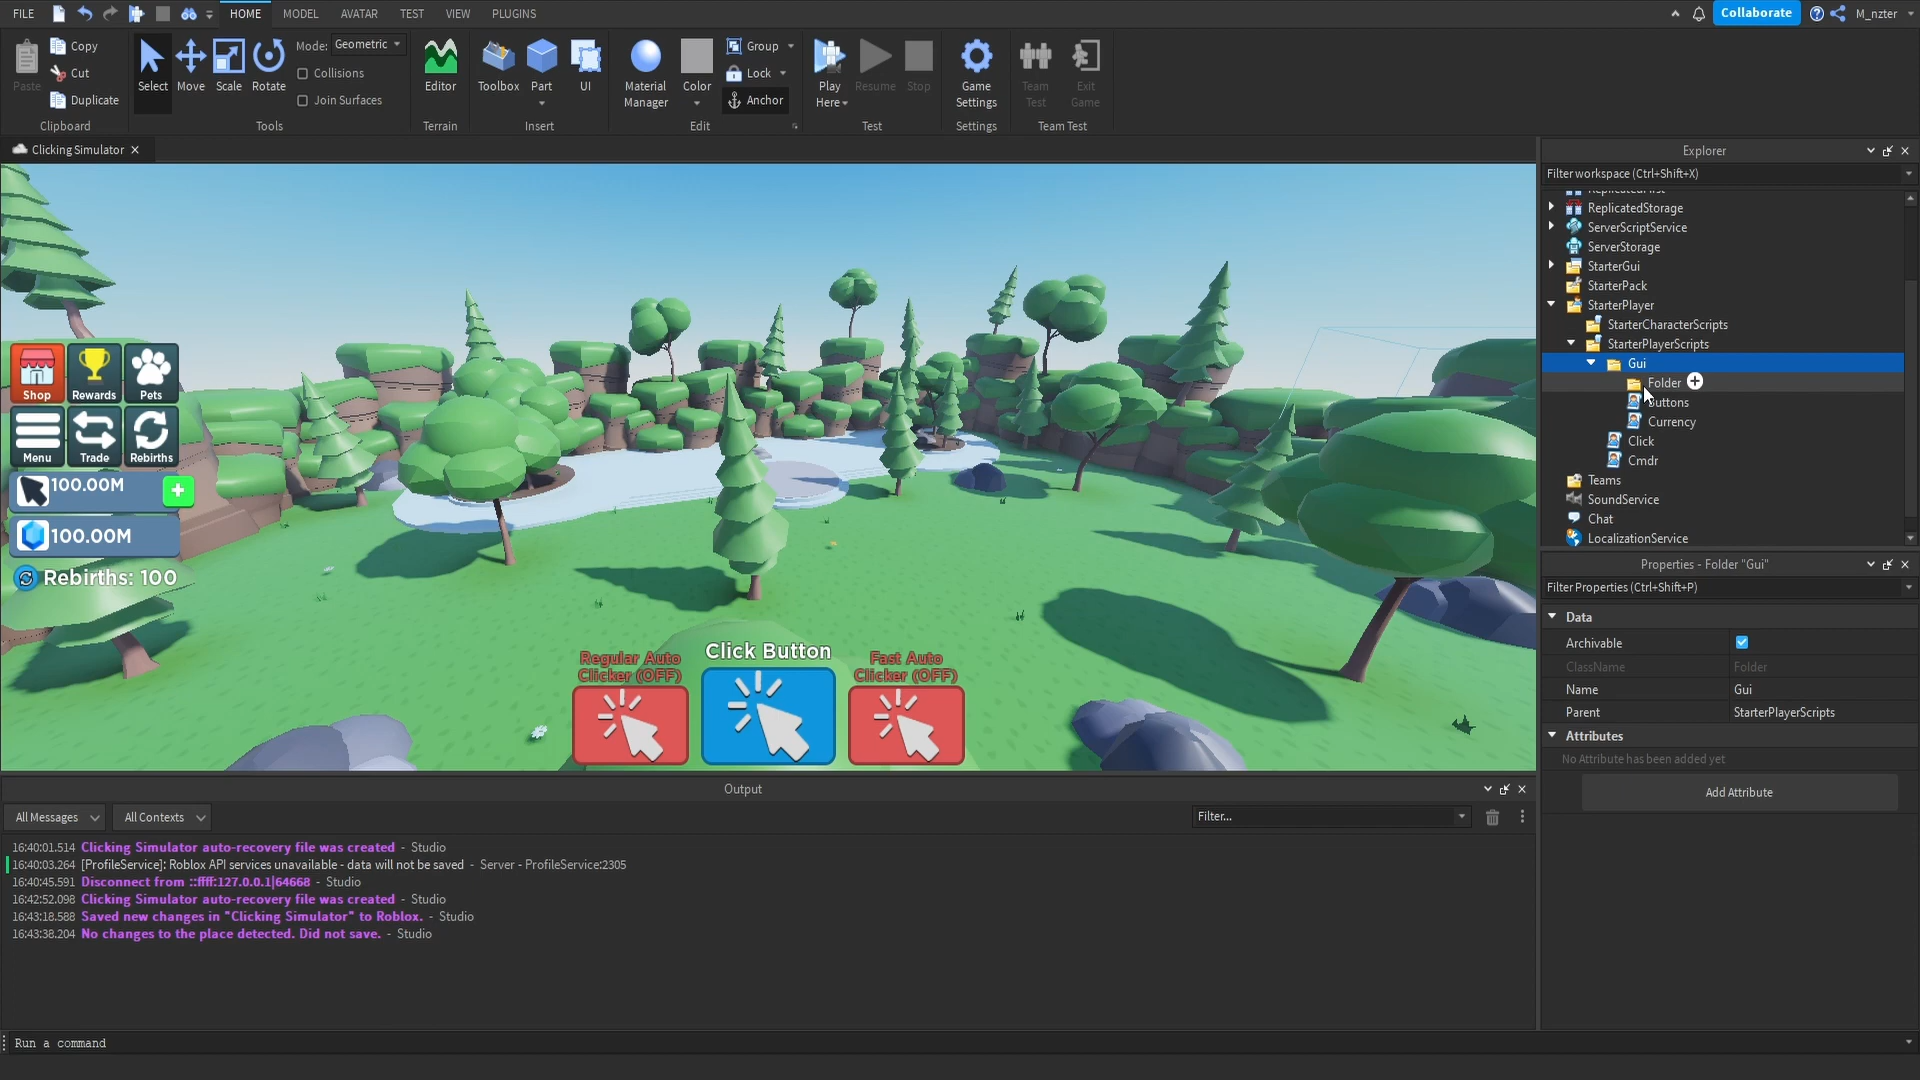 FILE HOME MODEL AVATAR TEST VIEW PLUGINS Collaborate M_nzter
Paste Copy Cut Duplicate
Clipboard
Select Move Scale Rotate
Mode: Geometric
Collisions
Join Surfaces
Tools
Editor
Terrain
Toolbox Part UI
Insert
Material Manager Color
Group
Lock
Anchor
Edit
Play Here Resume Stop
Test
Game Settings
Settings
Team Test Exit Game
Team Test
Clicking Simulator
Shop Rewards Pets
Menu Trade Rebirths
100.00M +
100.00M
Rebirths: 100
Regular Auto
Clicker (OFF)
Click Button
Fast Auto
Clicker (OFF)
Output
All Messages All Contexts Filter...
16:40:01.514 Clicking Simulator auto-recovery file was created - Studio
16:40:03.264 [ProfileService]: Roblox API services unavailable - data will not be saved - Server - ProfileService:2305
16:40:45.591 Disconnect from ::ffff:127.0.0.1|64668 - Studio
16:42:52.098 Clicking Simulator auto-recovery file was created - Studio
16:43:18.588 Saved new changes in "Clicking Simulator" to Roblox. - Studio
16:43:38.204 No changes to the place detected. Did not save. - Studio
Run a command
Explorer
Filter workspace (Ctrl+Shift+X)
ReplicatedFirst
ReplicatedStorage
ServerScriptService
ServerStorage
StarterGui
StarterPack
StarterPlayer
StarterCharacterScripts
StarterPlayerScripts
Gui
Folder
Buttons
Currency
Click
Cmdr
Teams
SoundService
Chat
LocalizationService
Properties - Folder "Gui"
Filter Properties (Ctrl+Shift+P)
Data
Archivable
ClassName Folder
Name Gui
Parent StarterPlayerScripts
Attributes
No Attribute has been added yet
Add Attribute